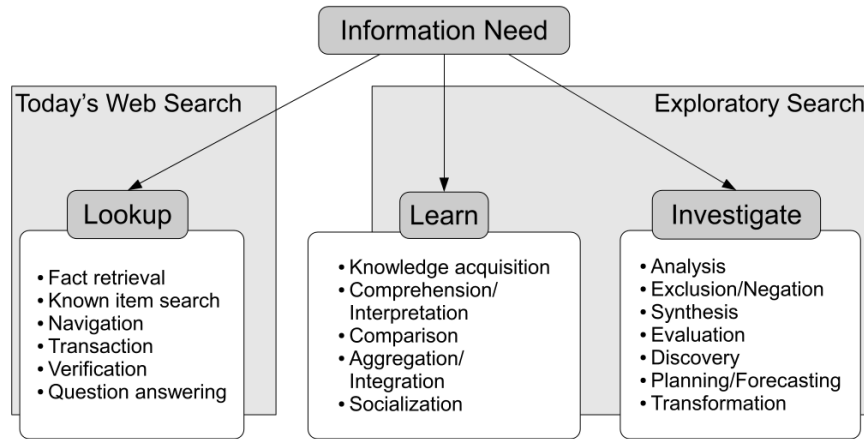 Information Need
Today's Web Search
Exploratory Search
Lookup
• Fact retrieval
• Known item search
• Navigation
• Transaction
• Verification
• Question answering
Learn
• Knowledge acquisition
• Comprehension/
Interpretation
• Comparison
• Aggregation/
Integration
• Socialization
Investigate
• Analysis
• Exclusion/Negation
• Synthesis
• Evaluation
• Discovery
• Planning/Forecasting
• Transformation